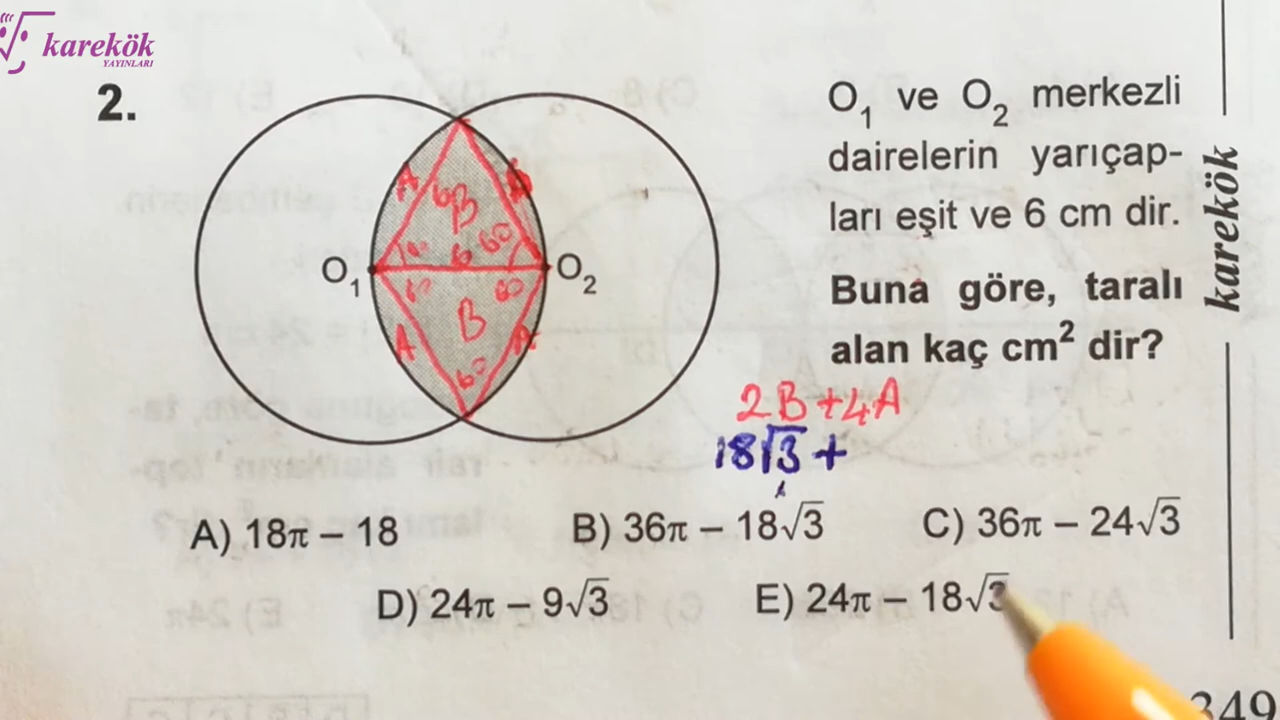 karekök
YAYINLARI
2.
O₁ ve O₂ merkezli
dairelerin yarıçap-
ları eşit ve 6 cm dir.
Buna göre, taralı
alan kaç cm² dir?
karekök
O₁
O₂
A
6
B
A
60
6
60
60
60
A
B
A
60
2B+4A
18√3+
A) 18π – 18
B) 36π – 18√3
C) 36π – 24√3
D) 24π – 9√3
E) 24π – 18√3
349